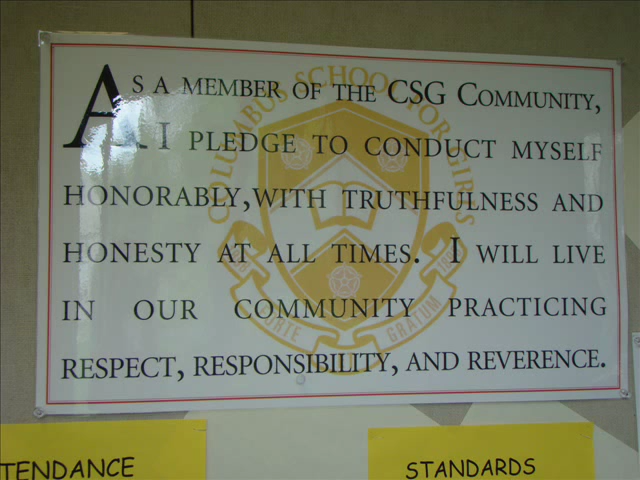 COLUMBUS SCHOOL FOR GIRLS
AS A MEMBER OF THE CSG COMMUNITY,
I PLEDGE TO CONDUCT MYSELF
HONORABLY, WITH TRUTHFULNESS AND
HONESTY AT ALL TIMES. I WILL LIVE
IN OUR COMMUNITY PRACTICING
RESPECT, RESPONSIBILITY, AND REVERENCE.
GRATUM
TENDANCE
STANDARDS